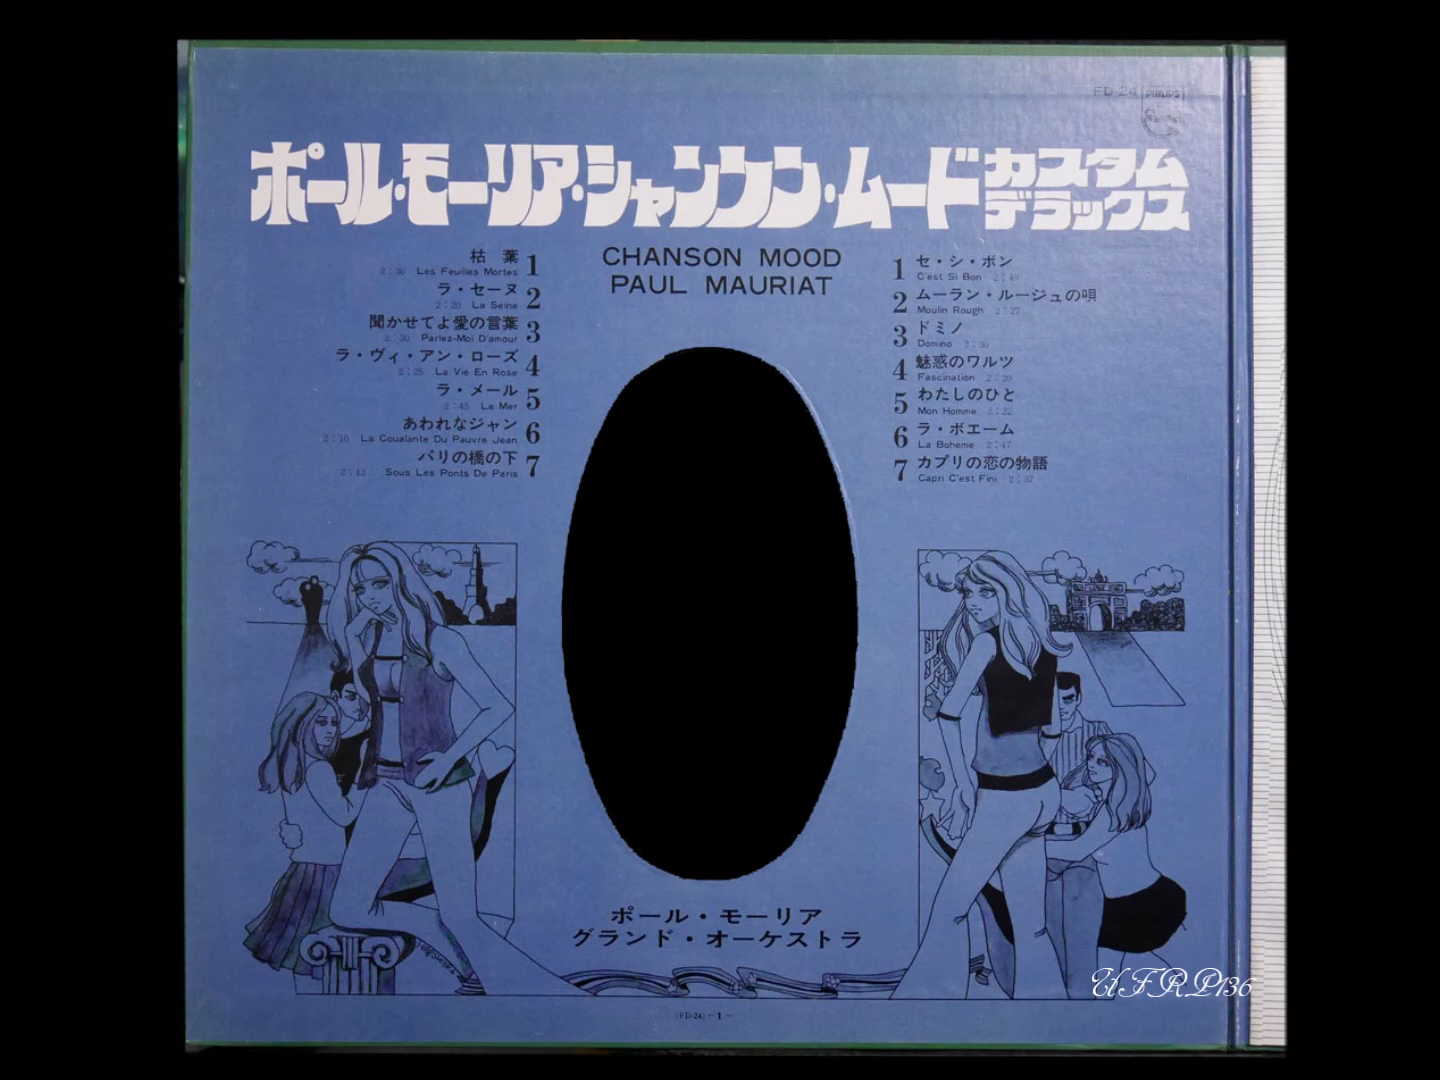 FD-24 PHILIPS
ポール・モーリア・シャンソン・ムード カスタム
デラックス
CHANSON MOOD
PAUL MAURIAT
枯葉 1
2:30 Les Feuilles Mortes
ラ・セーヌ 2
2:20 La Seine
聞かせてよ愛の言葉 3
2:30 Parlez-Moi D'amour
ラ・ヴィ・アン・ローズ 4
2:25 La Vie En Rose
ラ・メール 5
2:45 La Mer
あわれなジャン 6
2:10 La Goualante Du Pauvre Jean
パリの橋の下 7
2:43 Sous Les Ponts De Paris
1 セ・シ・ボン
C'est Si Bon 2:40
2 ムーラン・ルージュの唄
Moulin Rough 2:27
3 ドミノ
Domino 2:30
4 魅惑のワルツ
Fascination 2:20
5 わたしのひと
Mon Homme 2:22
6 ラ・ボエーム
La Boheme 2:47
7 カプリの恋の物語
Capri C'est Fini 2:37
ポール・モーリア
グランド・オーケストラ
(FD-24)-1-
UFRP136